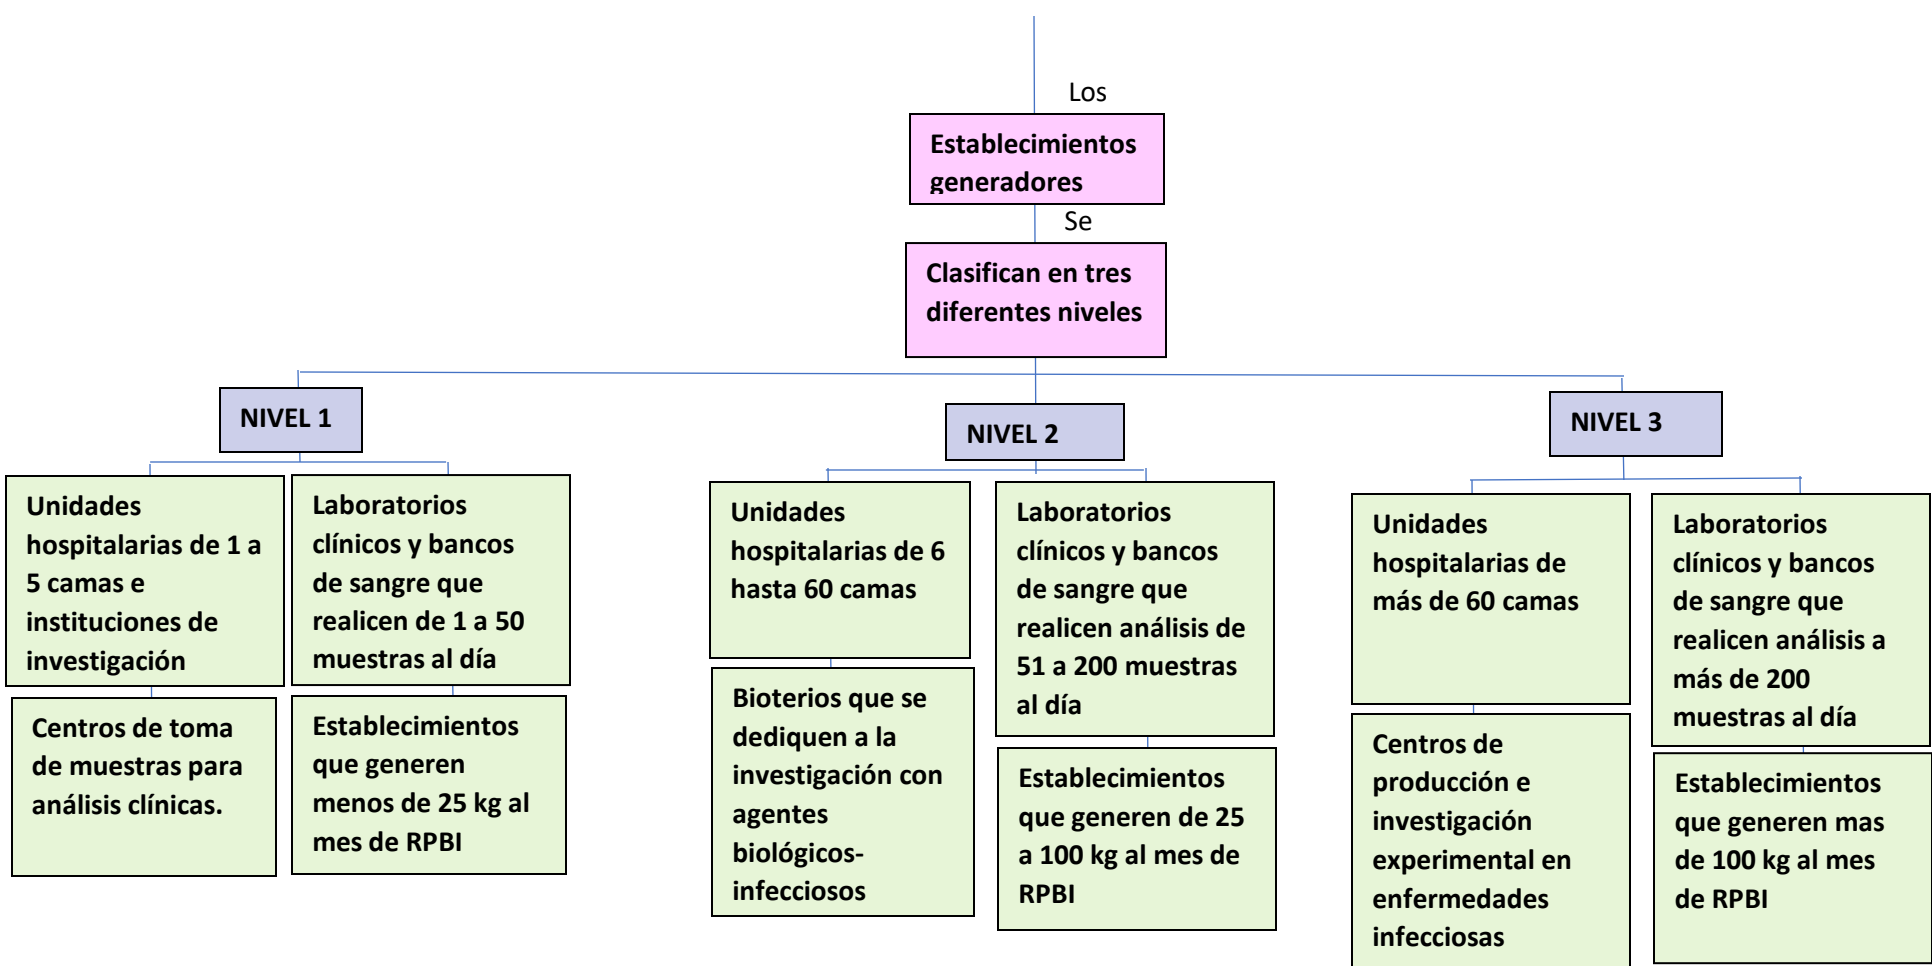 Los
Establecimientos
generadores
Se
Clasifican en tres
diferentes niveles
NIVEL 1
Unidades
hospitalarias de 1 a
5 camas e
instituciones de
investigación
Laboratorios
clínicos y bancos
de sangre que
realicen de 1 a 50
muestras al día
Centros de toma
de muestras para
análisis clínicas.
Establecimientos
que generen
menos de 25 kg al
mes de RPBI
NIVEL 2
Unidades
hospitalarias de 6
hasta 60 camas
Laboratorios
clínicos y bancos
de sangre que
realicen análisis de
51 a 200 muestras
al día
Bioterios que se
dediquen a la
investigación con
agentes
biológicos-
infecciosos
Establecimientos
que generen de 25
a 100 kg al mes de
RPBI
NIVEL 3
Unidades
hospitalarias de
más de 60 camas
Laboratorios
clínicos y bancos
de sangre que
realicen análisis a
más de 200
muestras al día
Centros de
producción e
investigación
experimental en
enfermedades
infecciosas
Establecimientos
que generen mas
de 100 kg al mes
de RPBI